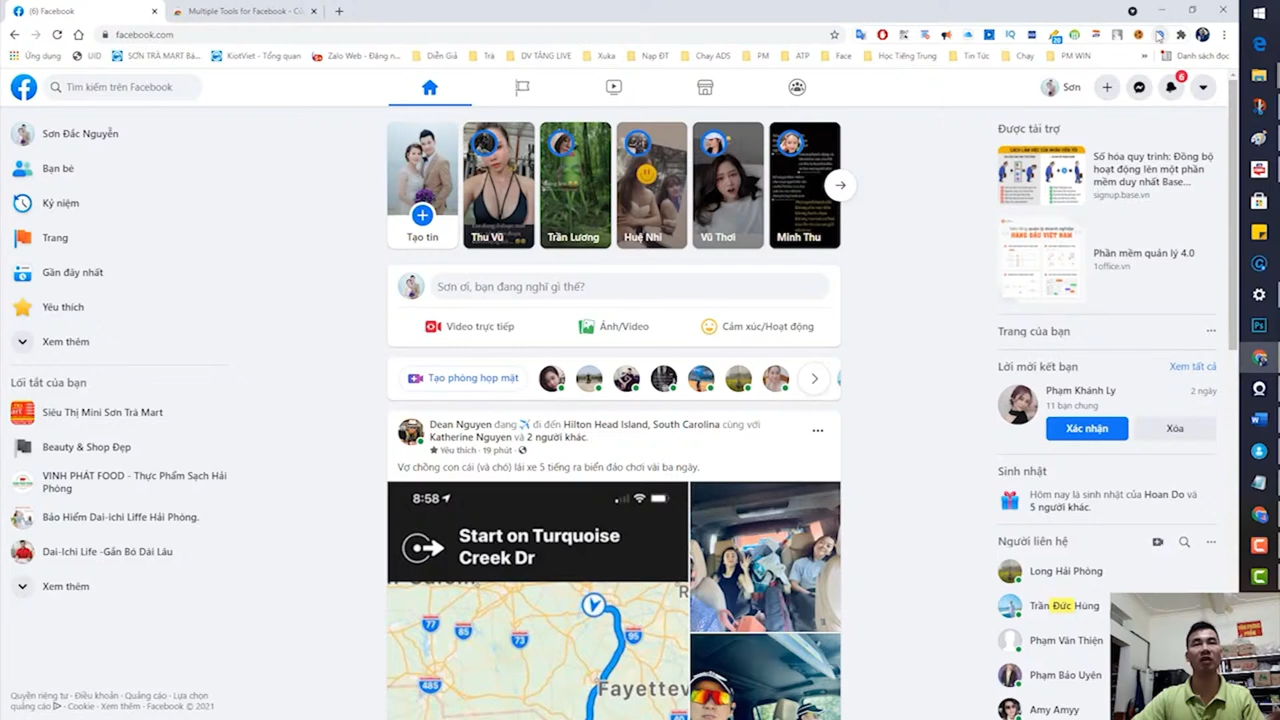 (6) Facebook
Multiple Tools for Facebook - Cử
facebook.com
Ứng dụng
UID
SƠN TRÀ MART Bá...
KiotViet - Thông tin...
Zalo Web - Đăng n...
Diễn Giả
Trà
DV TĂNG LIVE
Xuka
Nạp ĐT
Chạy ADS
PM
ATP
Face
Học Tiếng Trung
Tin Tức
Chạy
PM WIN
»
Danh sách đọc
Tìm kiếm trên Facebook
Sơn
6
Sơn Đắc Nguyễn
Bạn bè
Kỷ niệm
Trang
Gần đây nhất
Yêu thích
Xem thêm
Lối tắt của bạn
Siêu Thị Mini Sơn Trà Mart
Beauty & Shop Đẹp
VINH PHÁT FOOD - Thực Phẩm Sạch Hải
Phòng
Bảo Hiểm Dai-ichi Liffe Hải Phòng.
Dai-Ichi Life -Gắn Bó Dài Lâu
Xem thêm
Quyền riêng tư · Điều khoản · Quảng cáo · Lựa chọn
quảng cáo · Cookie · Xem thêm · Facebook © 2021
Tạo tin
Thu Vũ
Trần Lương
Huệ Nhi
Vũ Thơi
Minh Thu
Sơn ơi, bạn đang nghĩ gì thế?
Video trực tiếp
Ảnh/Video
Cảm xúc/Hoạt động
Tạo phòng họp mặt
Dean Nguyen đang ✈ đi đến Hilton Head Island, South Carolina cùng với
Katherine Nguyen và 2 người khác.
Yêu thích · 19 phút ·
Vợ chồng con cái (và chó) lái xe 5 tiếng ra biển đảo chơi vài ba ngày.
8:58
Start on Turquoise
Creek Dr
77
85
73
95
485
Fayettev
Được tài trợ
Số hóa quy trình: Đồng bộ
hoạt động lên một phần
mềm duy nhất Base...
signup.base.vn
HÀNG ĐẦU VIỆT NAM
Phần mềm quản lý 4.0
1office.vn
Trang của bạn
Lời mời kết bạn
Xem tất cả
Phạm Khánh Ly
2 ngày
11 bạn chung
Xác nhận
Xóa
Sinh nhật
Hôm nay là sinh nhật của Hoan Do và
5 người khác.
Người liên hệ
Long Hải Phòng
Trần Đức Hùng
Phạm Văn Thiện
Phạm Bảo Uyên
Amy Amyy